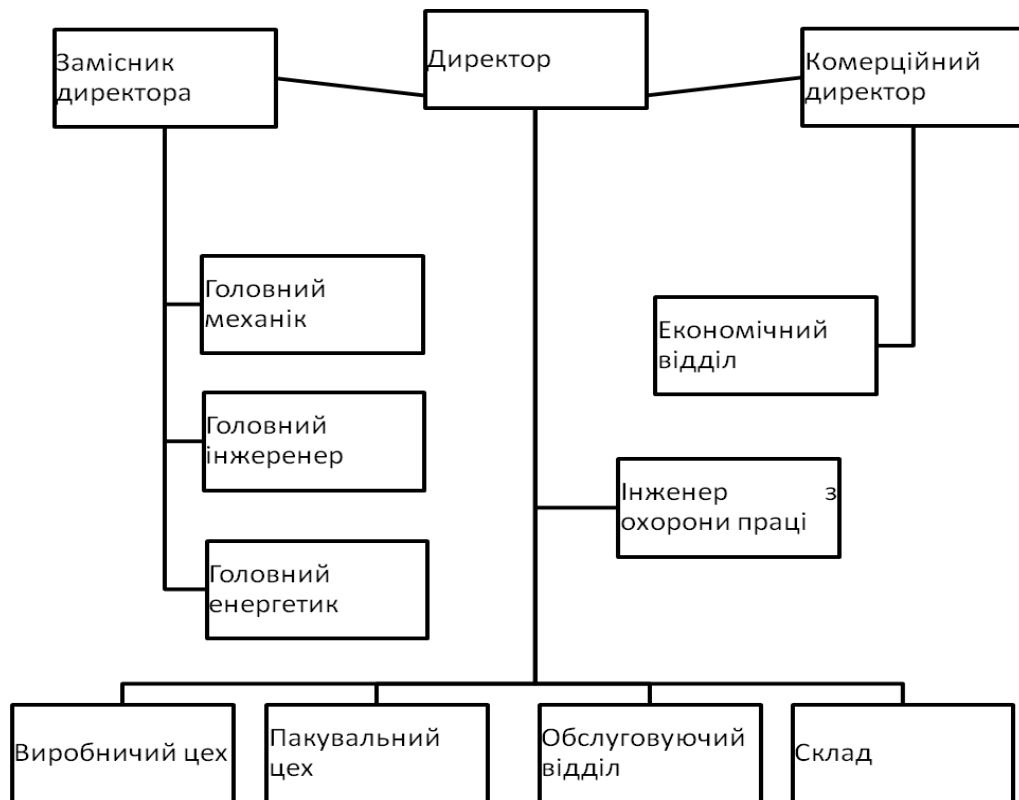 Замісник
директора
Директор
Комерційний
директор
Головний
механік
Економічний
відділ
Головний
інжеренер
Інженер з
охорони праці
Головний
енергетик
Виробничий цех
Пакувальний
цех
Обслуговуючий
відділ
Склад